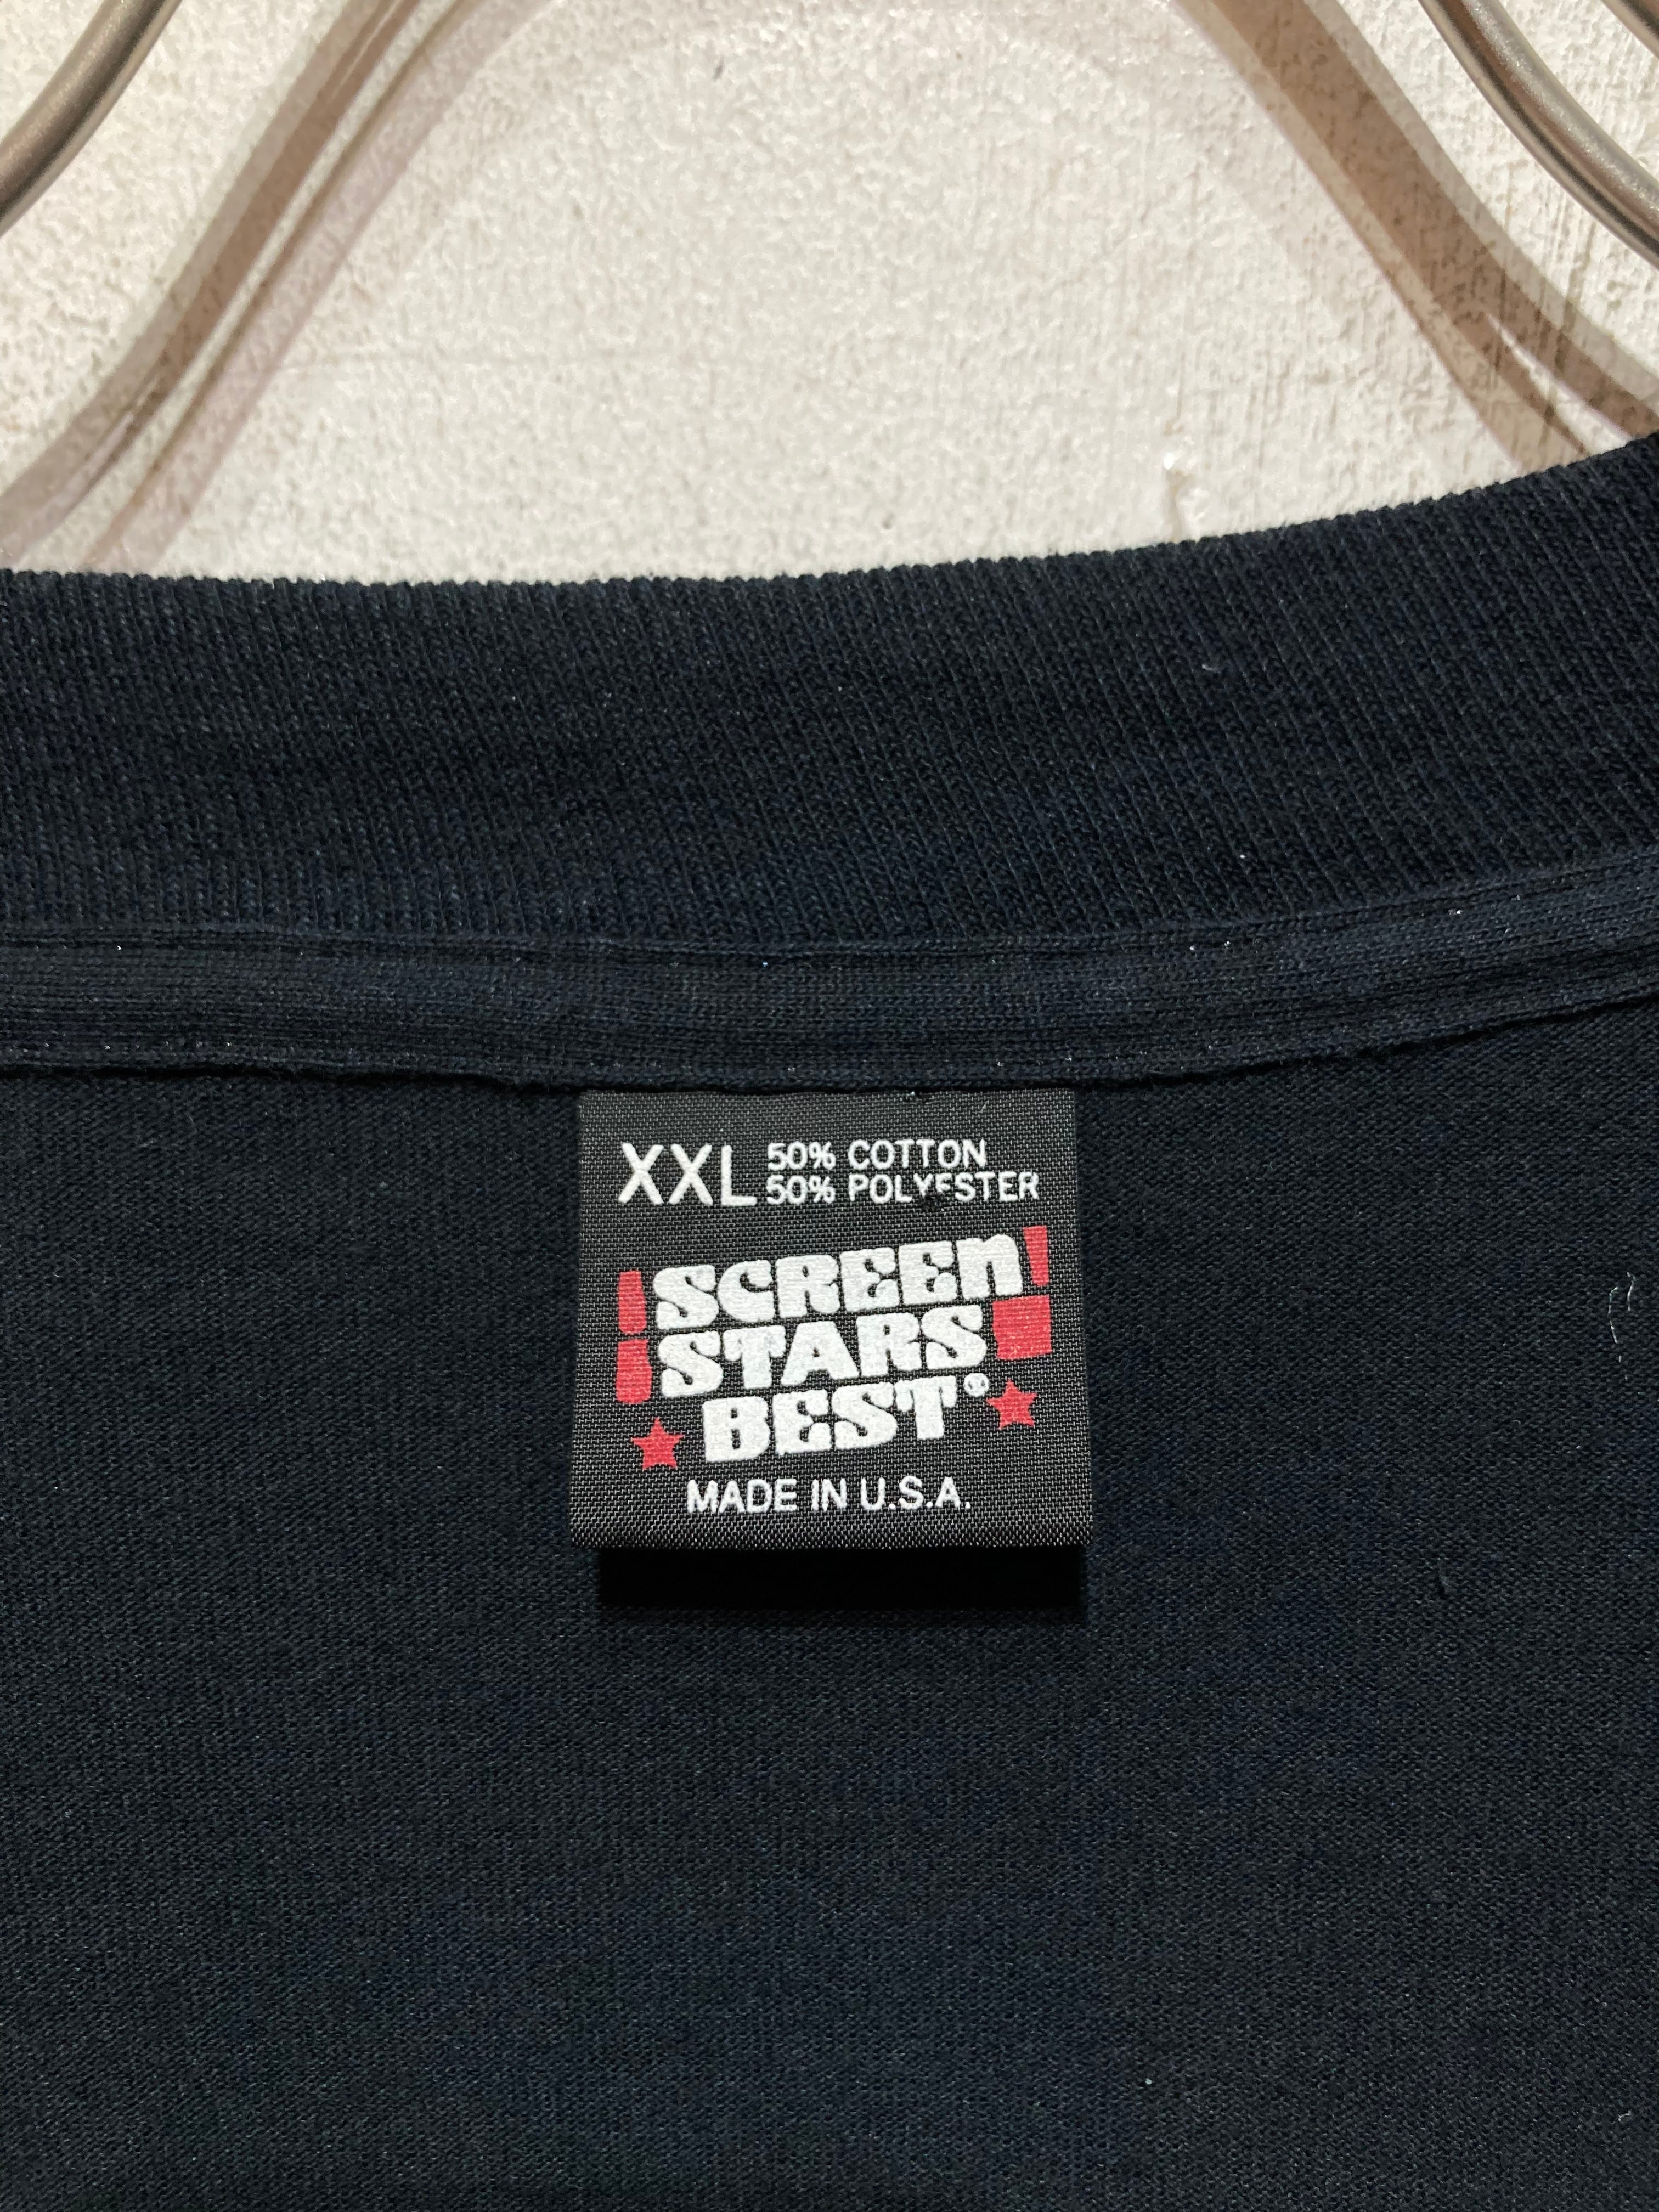 XXL 50% COTTON
50% POLYESTER
SCREEN
STARS
BEST®
MADE IN U.S.A.